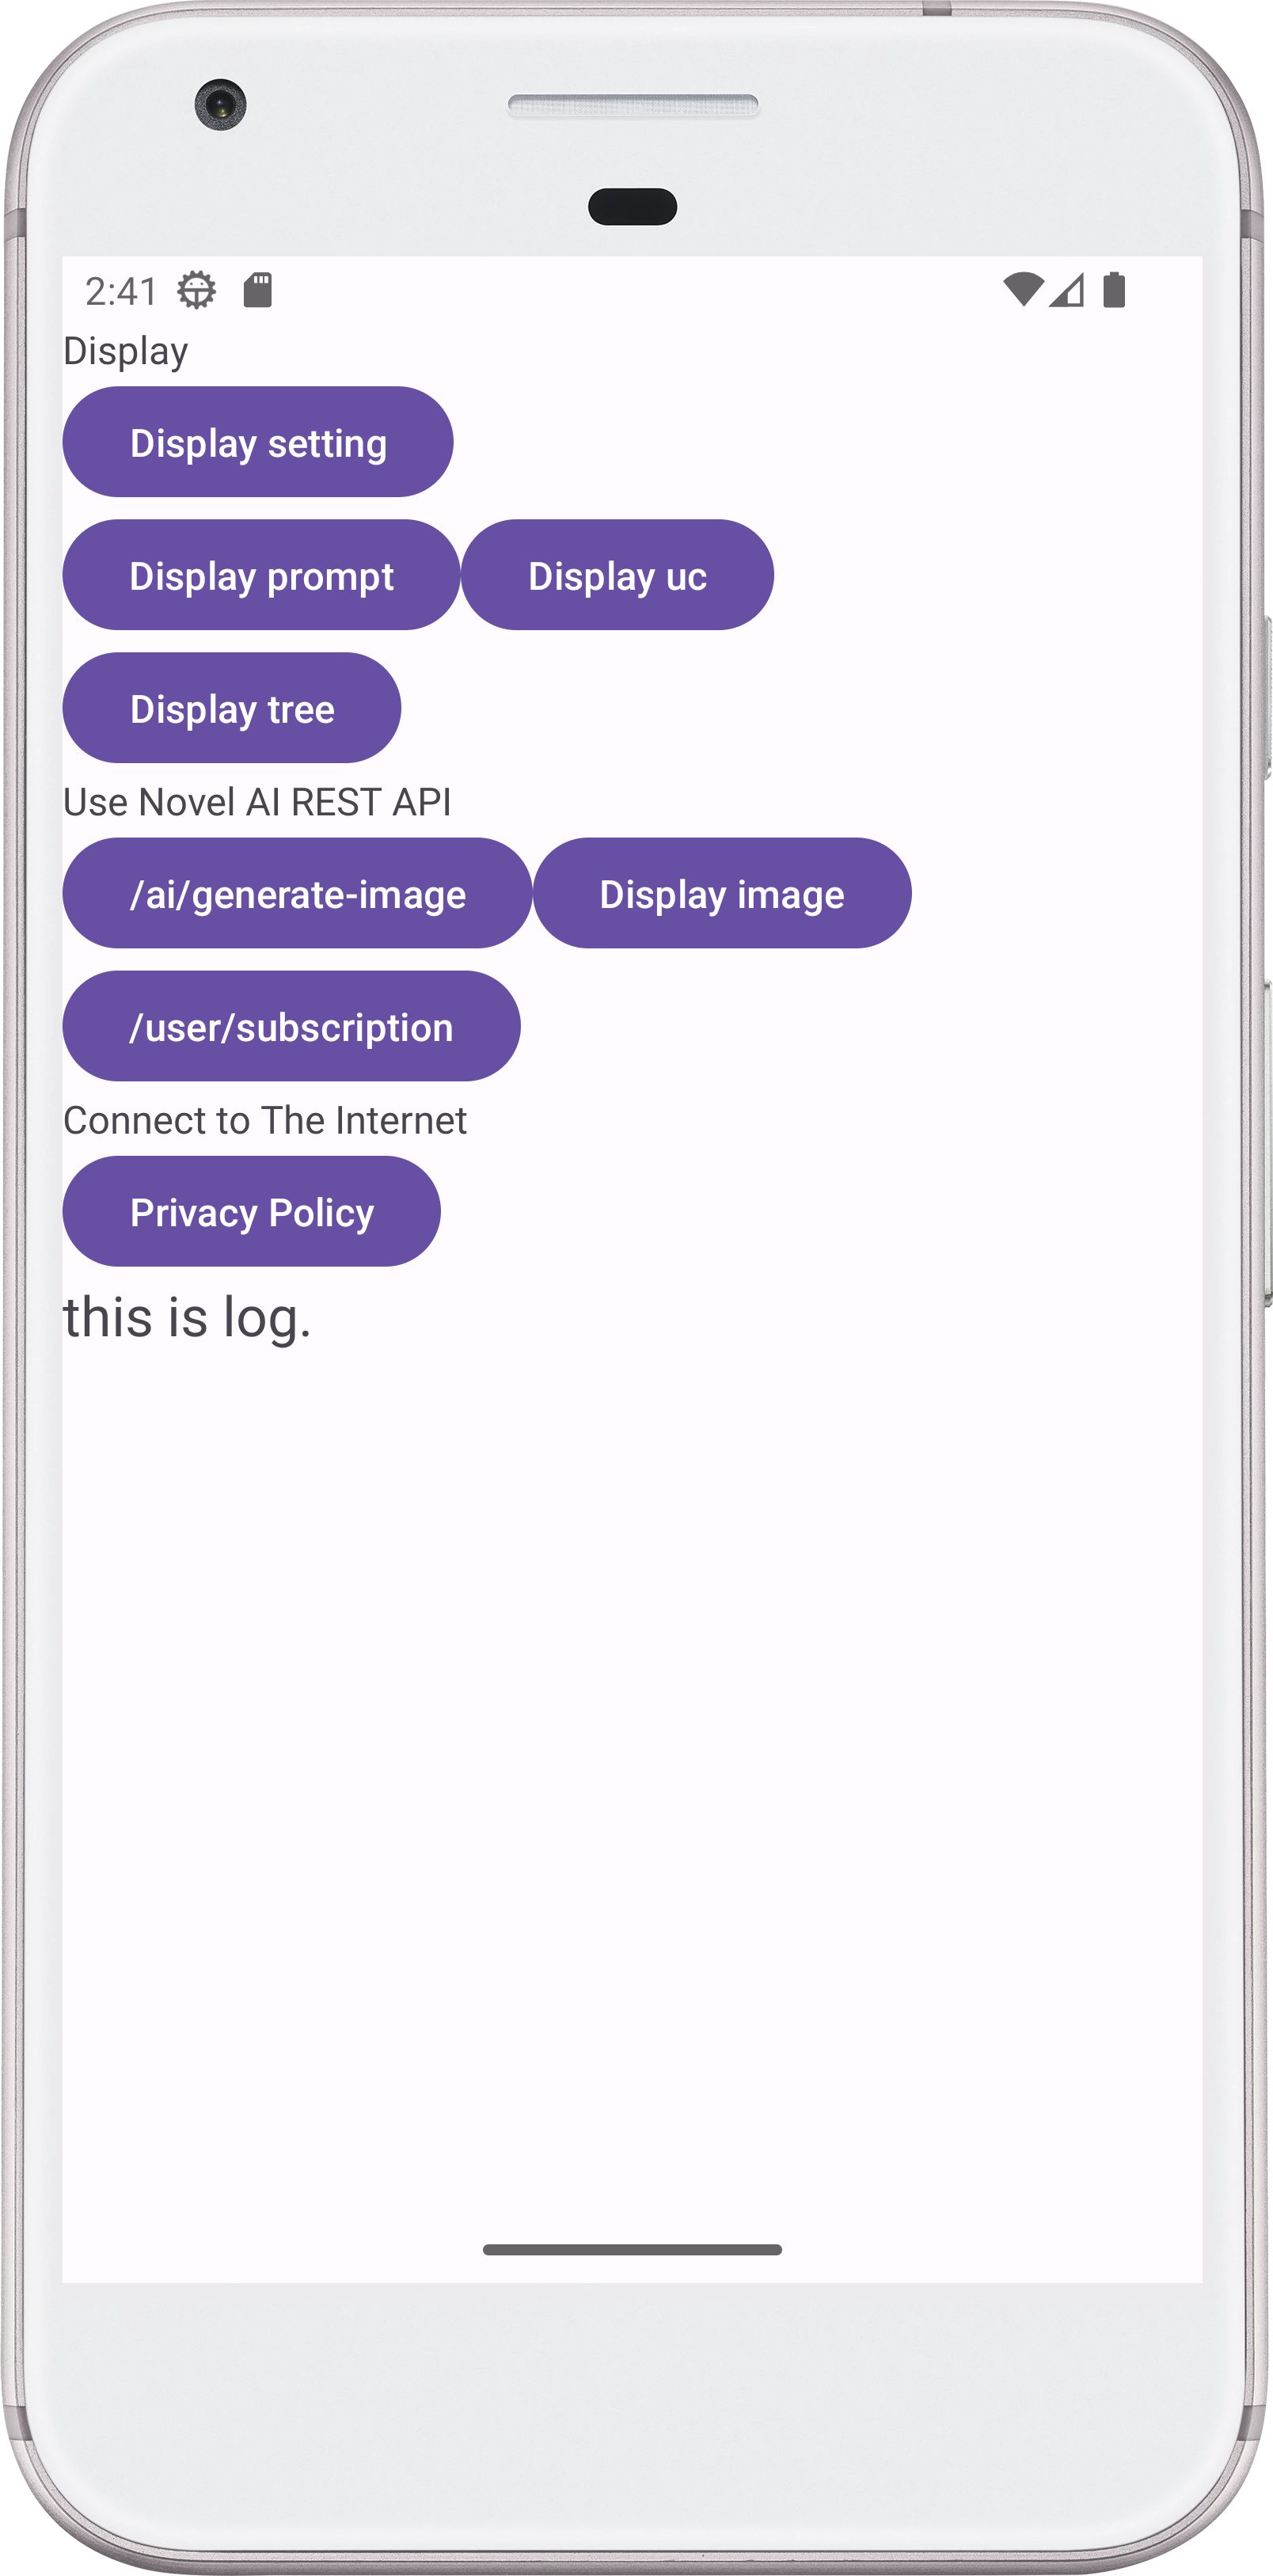 2:41
Display
Display setting
Display prompt Display uc
Display tree
Use Novel AI REST API
/ai/generate-image Display image
/user/subscription
Connect to The Internet
Privacy Policy
this is log.